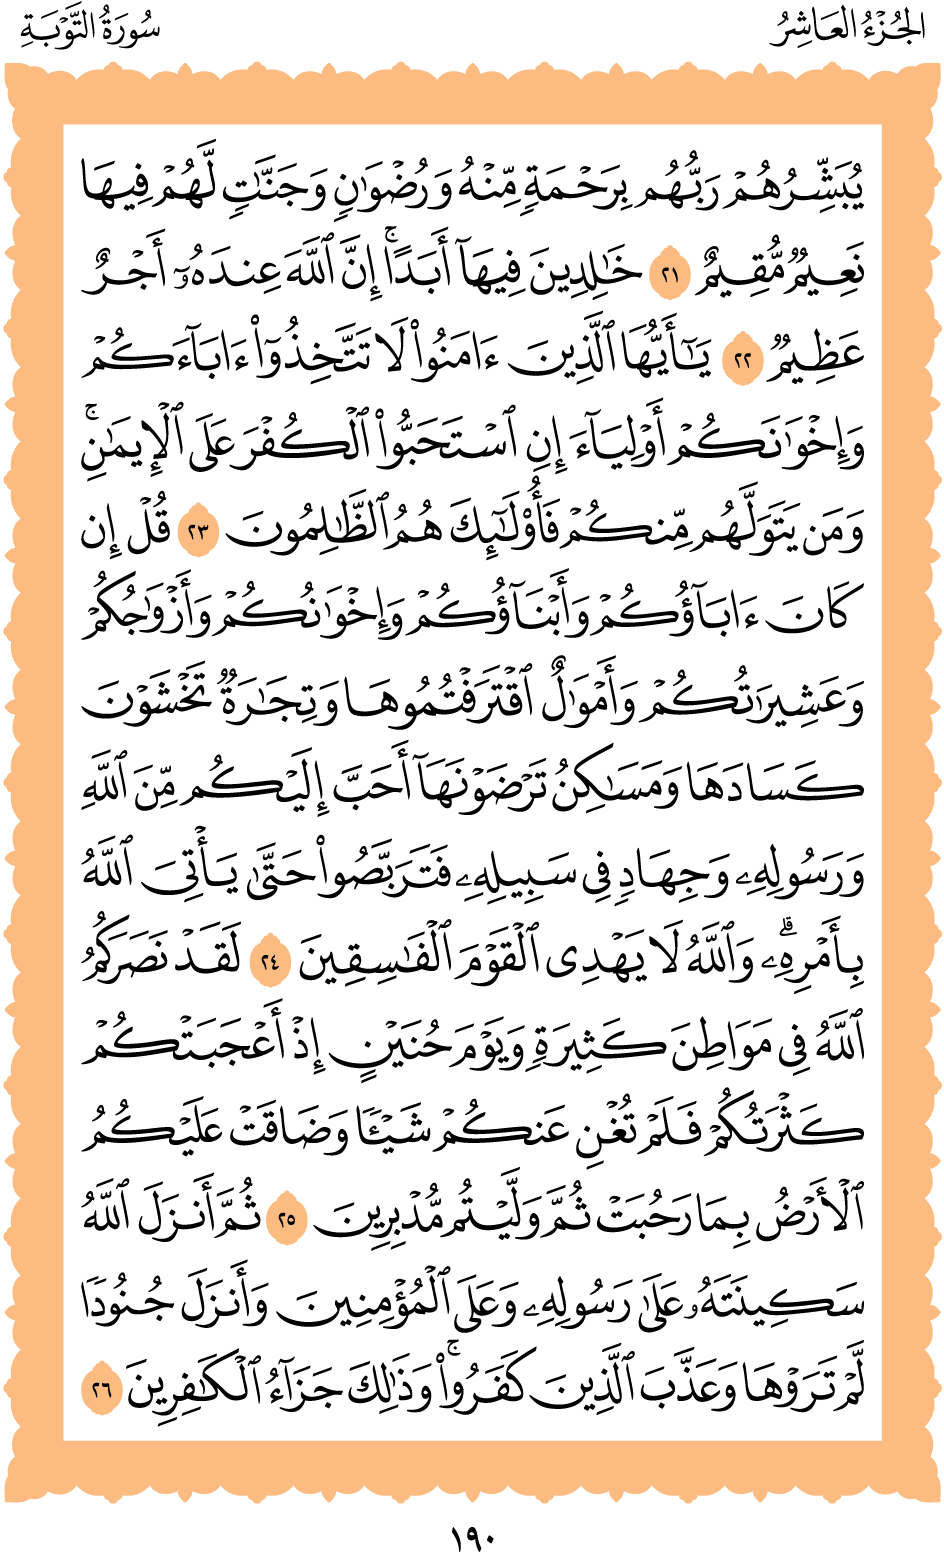 الجُزْءُ العَاشِرُ
سُورَةُ التَّوْبَةِ
يُبَشِّرُهُمْ رَبُّهُم بِرَحْمَةٍ مِّنْهُ وَرِضْوَٰنٍ وَجَنَّٰتٍ لَّهُمْ فِيهَا
نَعِيمٌ مُّقِيمٌ ٢١ خَٰلِدِينَ فِيهَآ أَبَدًا ۚ إِنَّ ٱللَّهَ عِندَهُۥٓ أَجْرٌ
عَظِيمٌ ٢٢ يَٰٓأَيُّهَا ٱلَّذِينَ ءَامَنُوا۟ لَا تَتَّخِذُوٓا۟ ءَابَآءَكُمْ
وَإِخْوَٰنَكُمْ أَوْلِيَآءَ إِنِ ٱسْتَحَبُّوا۟ ٱلْكُفْرَ عَلَى ٱلْإِيمَٰنِ ۚ
وَمَن يَتَوَلَّهُم مِّنكُمْ فَأُو۟لَٰٓئِكَ هُمُ ٱلظَّٰلِمُونَ ٢٣ قُلْ إِن
كَانَ ءَابَآؤُكُمْ وَأَبْنَآؤُكُمْ وَإِخْوَٰنُكُمْ وَأَزْوَٰجُكُمْ
وَعَشِيرَٰتُكُمْ وَأَمْوَٰلٌ ٱقْتَرَفْتُمُوهَا وَتِجَٰرَةٌ تَخْشَوْنَ
كَسَادَهَا وَمَسَٰكِنُ تَرْضَوْنَهَآ أَحَبَّ إِلَيْكُم مِّنَ ٱللَّهِ
وَرَسُولِهِۦ وَجِهَادٍ فِى سَبِيلِهِۦ فَتَرَبَّصُوا۟ حَتَّىٰ يَأْتِىَ ٱللَّهُ
بِأَمْرِهِۦ ۗ وَٱللَّهُ لَا يَهْدِى ٱلْقَوْمَ ٱلْفَٰسِقِينَ ٢٤ لَقَدْ نَصَرَكُمُ
ٱللَّهُ فِى مَوَاطِنَ كَثِيرَةٍ وَيَوْمَ حُنَيْنٍ إِذْ أَعْجَبَتْكُمْ
كَثْرَتُكُمْ فَلَمْ تُغْنِ عَنكُمْ شَيْـًٔا وَضَاقَتْ عَلَيْكُمُ
ٱلْأَرْضُ بِمَا رَحُبَتْ ثُمَّ وَلَّيْتُم مُّدْبِرِينَ ٢٥ ثُمَّ أَنزَلَ ٱللَّهُ
سَكِينَتَهُۥ عَلَىٰ رَسُولِهِۦ وَعَلَى ٱلْمُؤْمِنِينَ وَأَنزَلَ جُنُودًا
لَّمْ تَرَوْهَا وَعَذَّبَ ٱلَّذِينَ كَفَرُوا۟ ۚ وَذَٰلِكَ جَزَآءُ ٱلْكَٰفِرِينَ ٢٦
١٩٠